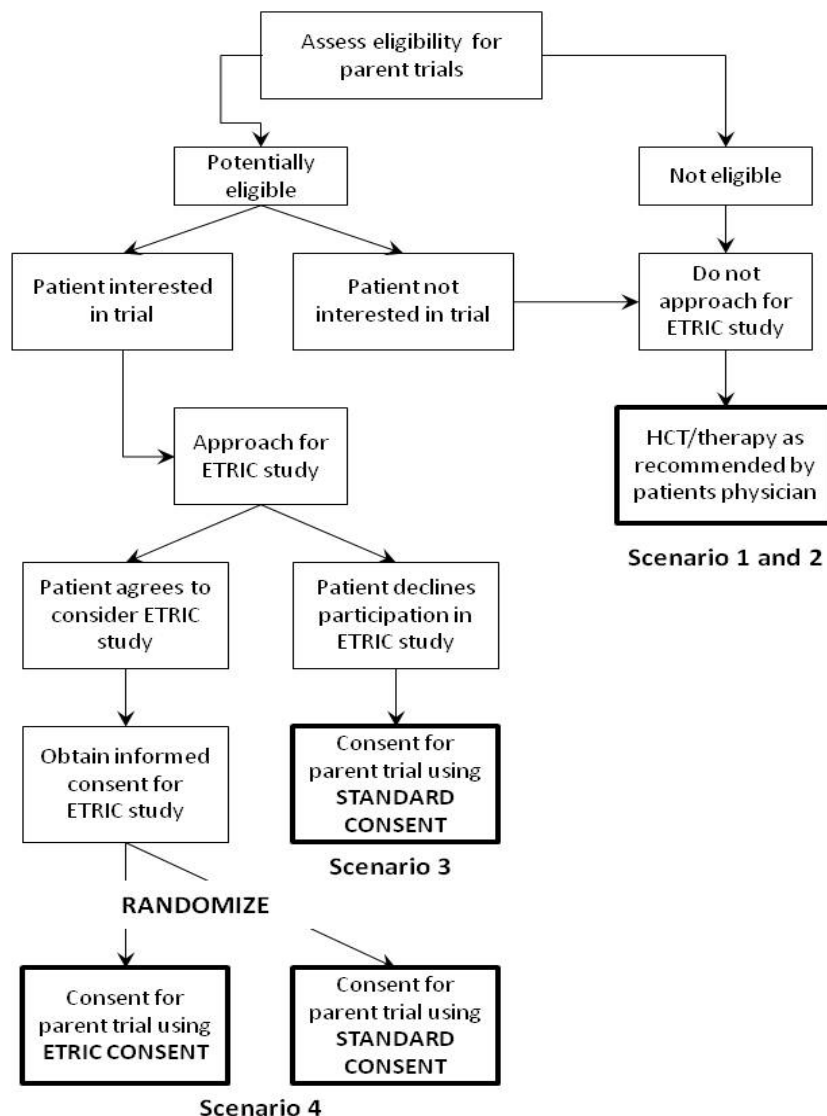 Assess eligibility for
parent trials
Potentially
eligible
Not eligible
Patient interested
in trial
Patient not
interested in trial
Do not
approach for
ETRIC study
Approach for
ETRIC study
HCT/therapy as
recommended by
patients physician
Scenario 1 and 2
Patient agrees to
consider ETRIC
study
Patient declines
participation in
ETRIC study
Obtain informed
consent for
ETRIC study
Consent for
parent trial using
STANDARD
CONSENT
Scenario 3
RANDOMIZE
Consent for
parent trial using
ETRIC CONSENT
Consent for
parent trial using
STANDARD
CONSENT
Scenario 4